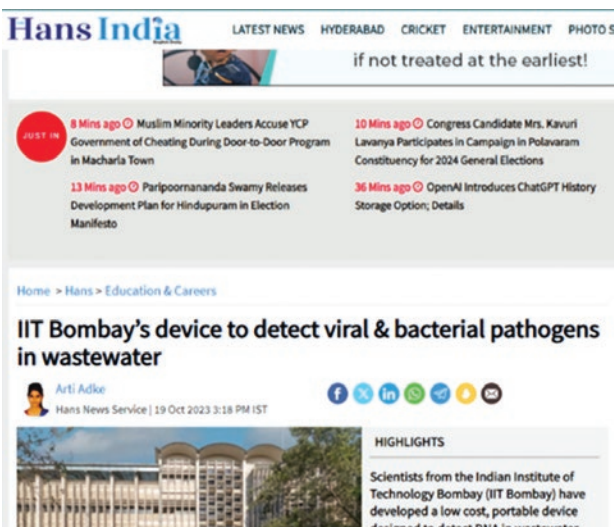 Hans India
LATEST NEWS HYDERABAD CRICKET ENTERTAINMENT PHOTO S
if not treated at the earliest!
JUST IN
8 Mins ago Muslim Minority Leaders Accuse YCP
Government of Cheating During Door-to-Door Program
in Macharla Town
10 Mins ago Congress Candidate Mrs. Kavuri
Lavanya Participates in Campaign in Polavaram
Constituency for 2024 General Elections
13 Mins ago Paripoornananda Swamy Releases
Development Plan for Hindupuram in Election
Manifesto
36 Mins ago OpenAI Introduces ChatGPT History
Storage Option; Details
Home > Hans > Education & Careers
IIT Bombay's device to detect viral & bacterial pathogens
in wastewater
Arti Adke
Hans News Service | 19 Oct 2023 3:18 PM IST
HIGHLIGHTS
Scientists from the Indian Institute of
Technology Bombay (IIT Bombay) have
developed a low cost, portable device